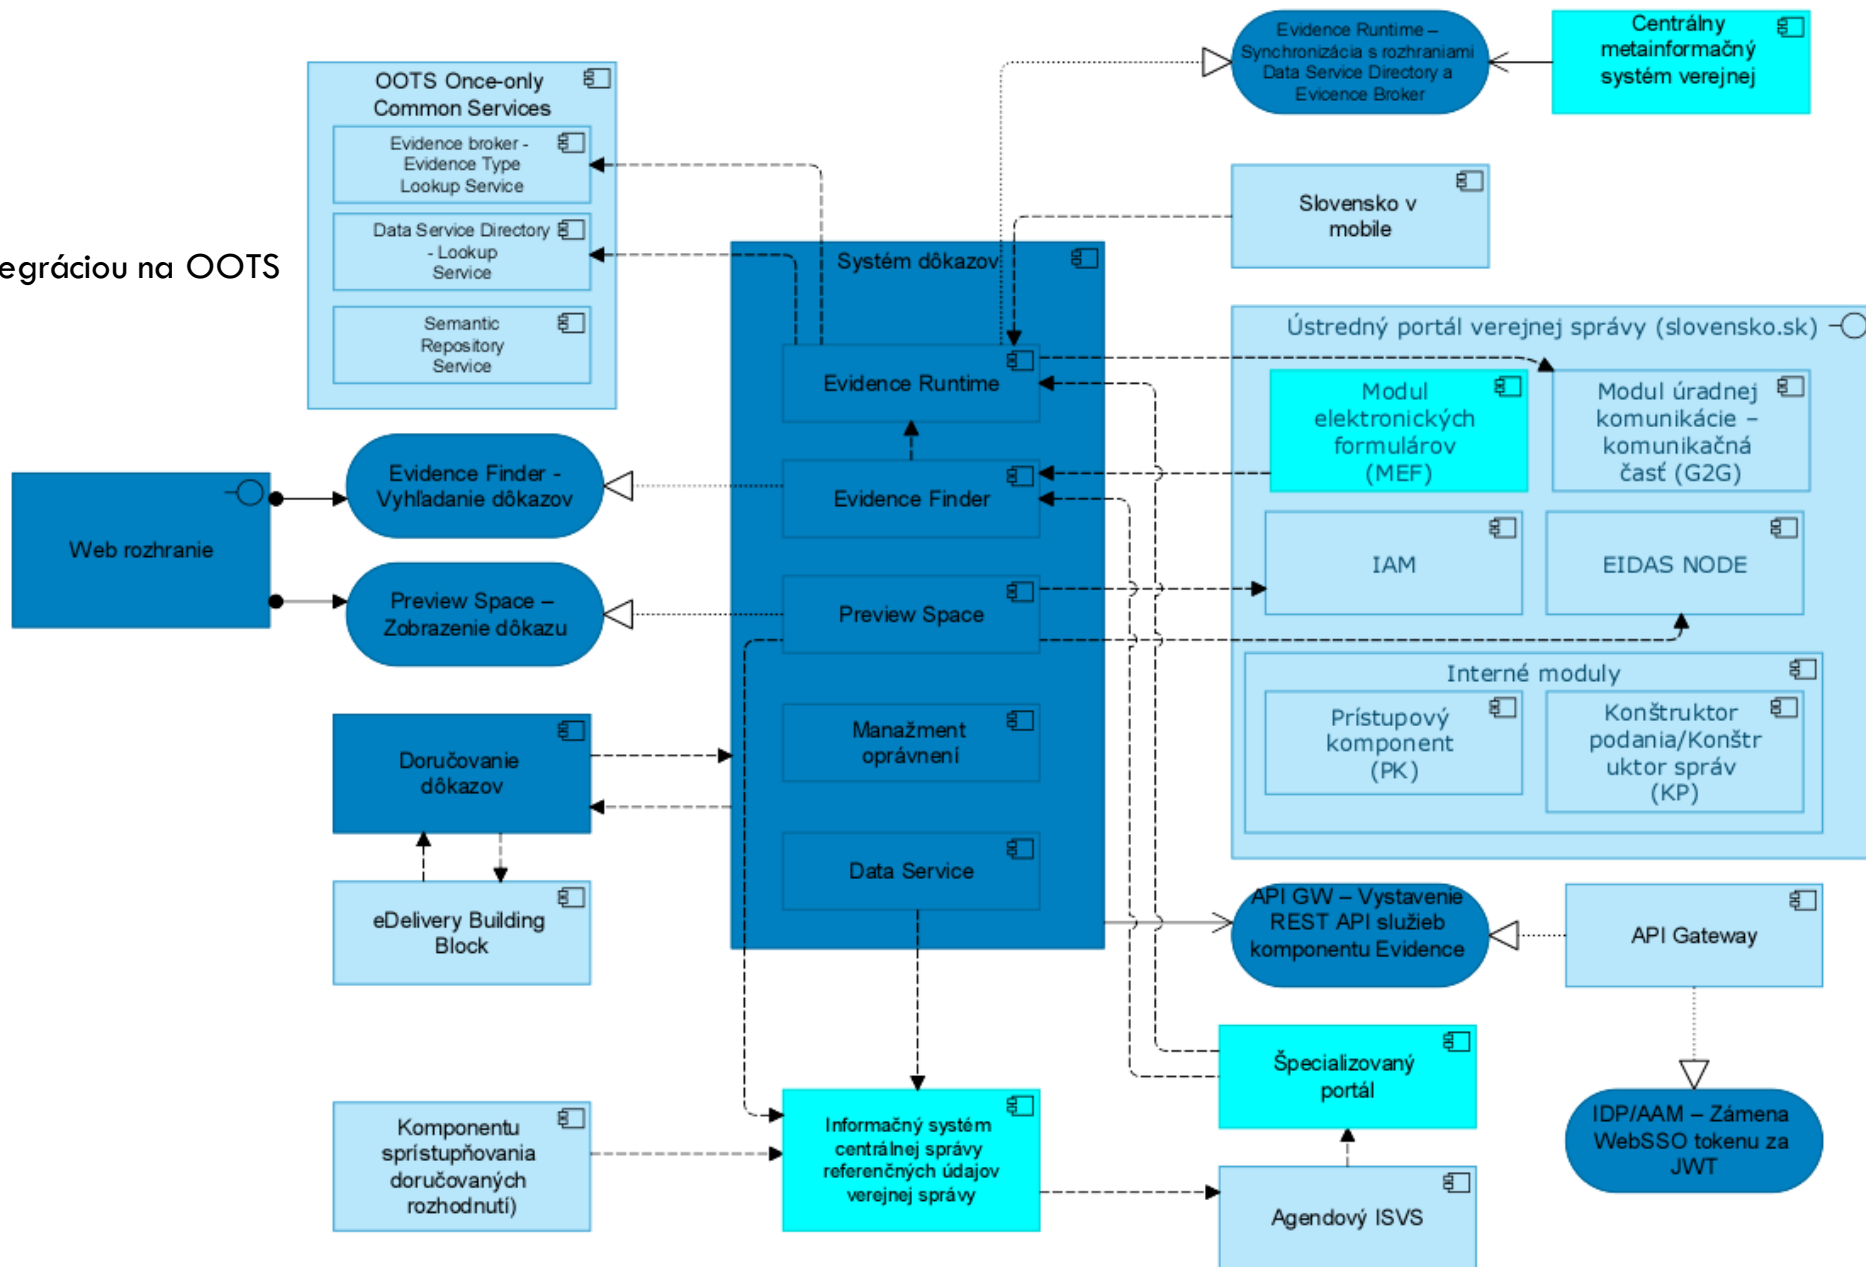 egráciou na OOTS
OOTS Once-only
Common Services
Evidence broker -
Evidence Type
Lookup Service
Data Service Directory
- Lookup
Service
Semantic
Repository
Service
Evidence Runtime –
Synchronizácia s rozhraniami
Data Service Directory a
Evicence Broker
Centrálny
metainformačný
systém verejnej
Slovensko v
mobile
Systém dôkazov
Evidence Runtime
Evidence Finder
Preview Space
Manažment
oprávnení
Data Service
Ústredný portál verejnej správy (slovensko.sk)
Modul
elektronických
formulárov
(MEF)
Modul úradnej
komunikácie –
komunikačná
časť (G2G)
IAM
EIDAS NODE
Interné moduly
Prístupový
komponent
(PK)
Konštruktor
podania/Konštr
uktor správ
(KP)
Web rozhranie
Evidence Finder -
Vyhľadanie dôkazov
Preview Space –
Zobrazenie dôkazu
Doručovanie
dôkazov
eDelivery Building
Block
API GW – Vystavenie
REST API služieb
komponentu Evidence
API Gateway
Špecializovaný
portál
IDP/AAM – Zámena
WebSSO tokenu za
JWT
Komponentu
sprístupňovania
doručovaných
rozhodnutí)
Informačný systém
centrálnej správy
referenčných údajov
verejnej správy
Agendový ISVS